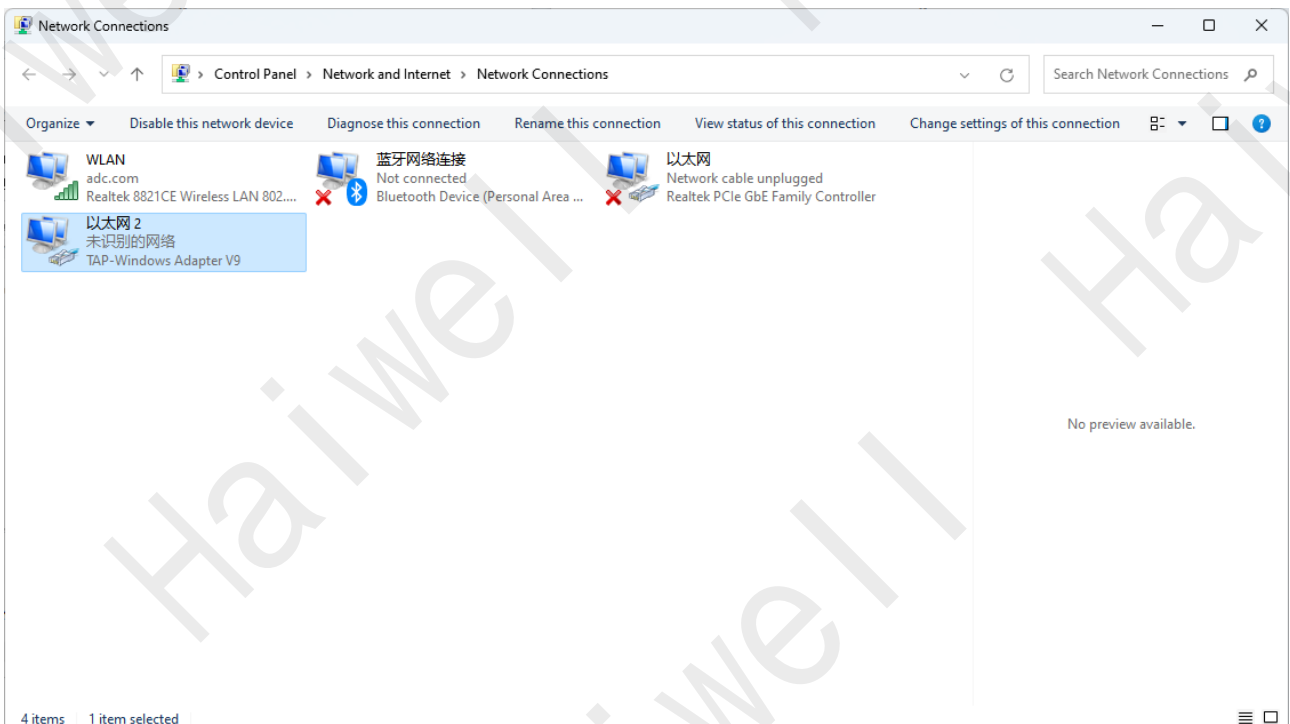 Network Connections
Control Panel > Network and Internet > Network Connections
Search Network Connections
Organize
Disable this network device
Diagnose this connection
Rename this connection
View status of this connection
Change settings of this connection
WLAN
adc.com
Realtek 8821CE Wireless LAN 802....
蓝牙网络连接
Not connected
Bluetooth Device (Personal Area ...
以太网
Network cable unplugged
Realtek PCIe GbE Family Controller
以太网 2
未识别的网络
TAP-Windows Adapter V9
No preview available.
4 items
1 item selected
Haiwell
Haiwell